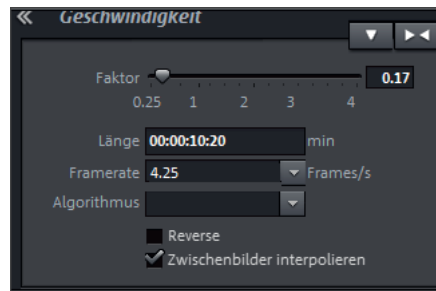 Geschwindigkeit
Faktor 0.17
0.25 1 2 3 4
Länge 00:00:10:20 min
Framerate 4.25 Frames/s
Algorithmus
Reverse
Zwischenbilder interpolieren